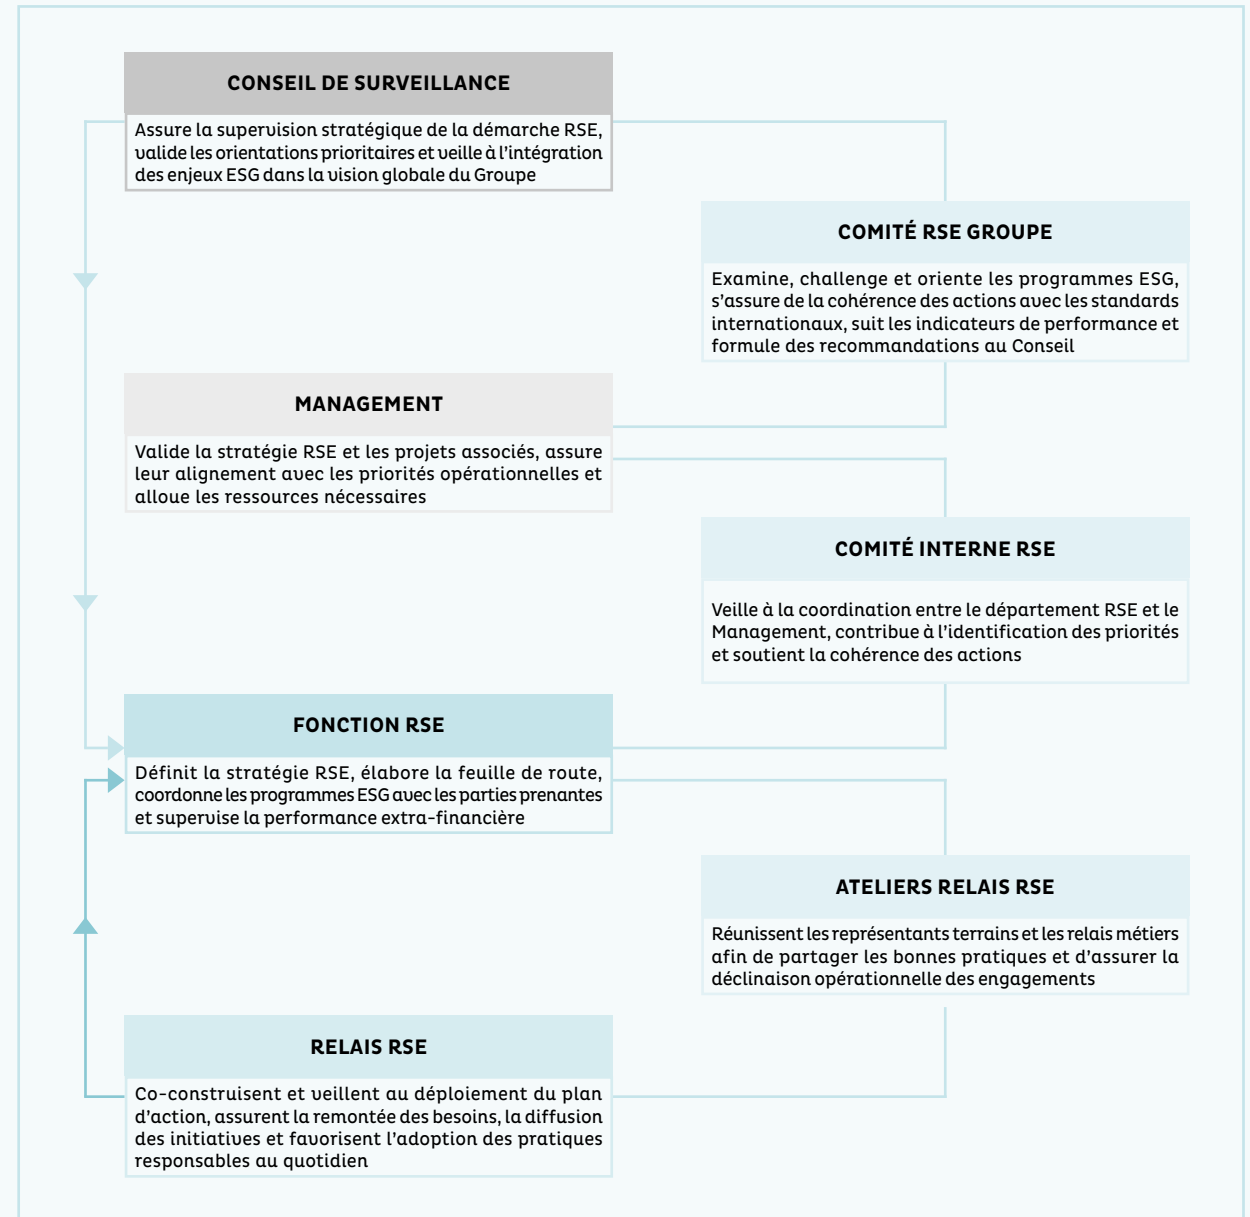 CONSEIL DE SURVEILLANCE
Assure la supervision stratégique de la démarche RSE,
valide les orientations prioritaires et veille à l'intégration
des enjeux ESG dans la vision globale du Groupe
COMITÉ RSE GROUPE
Examine, challenge et oriente les programmes ESG,
s'assure de la cohérence des actions avec les standards
internationaux, suit les indicateurs de performance et
formule des recommandations au Conseil
MANAGEMENT
Valide la stratégie RSE et les projets associés, assure
leur alignement avec les priorités opérationnelles et
alloue les ressources nécessaires
COMITÉ INTERNE RSE
Veille à la coordination entre le département RSE et le
Management, contribue à l'identification des priorités
et soutient la cohérence des actions
FONCTION RSE
Définit la stratégie RSE, élabore la feuille de route,
coordonne les programmes ESG avec les parties prenantes
et supervise la performance extra-financière
ATELIERS RELAIS RSE
Réunissent les représentants terrains et les relais métiers
afin de partager les bonnes pratiques et d'assurer la
déclinaison opérationnelle des engagements
RELAIS RSE
Co-construisent et veillent au déploiement du plan
d'action, assurent la remontée des besoins, la diffusion
des initiatives et favorisent l'adoption des pratiques
responsables au quotidien